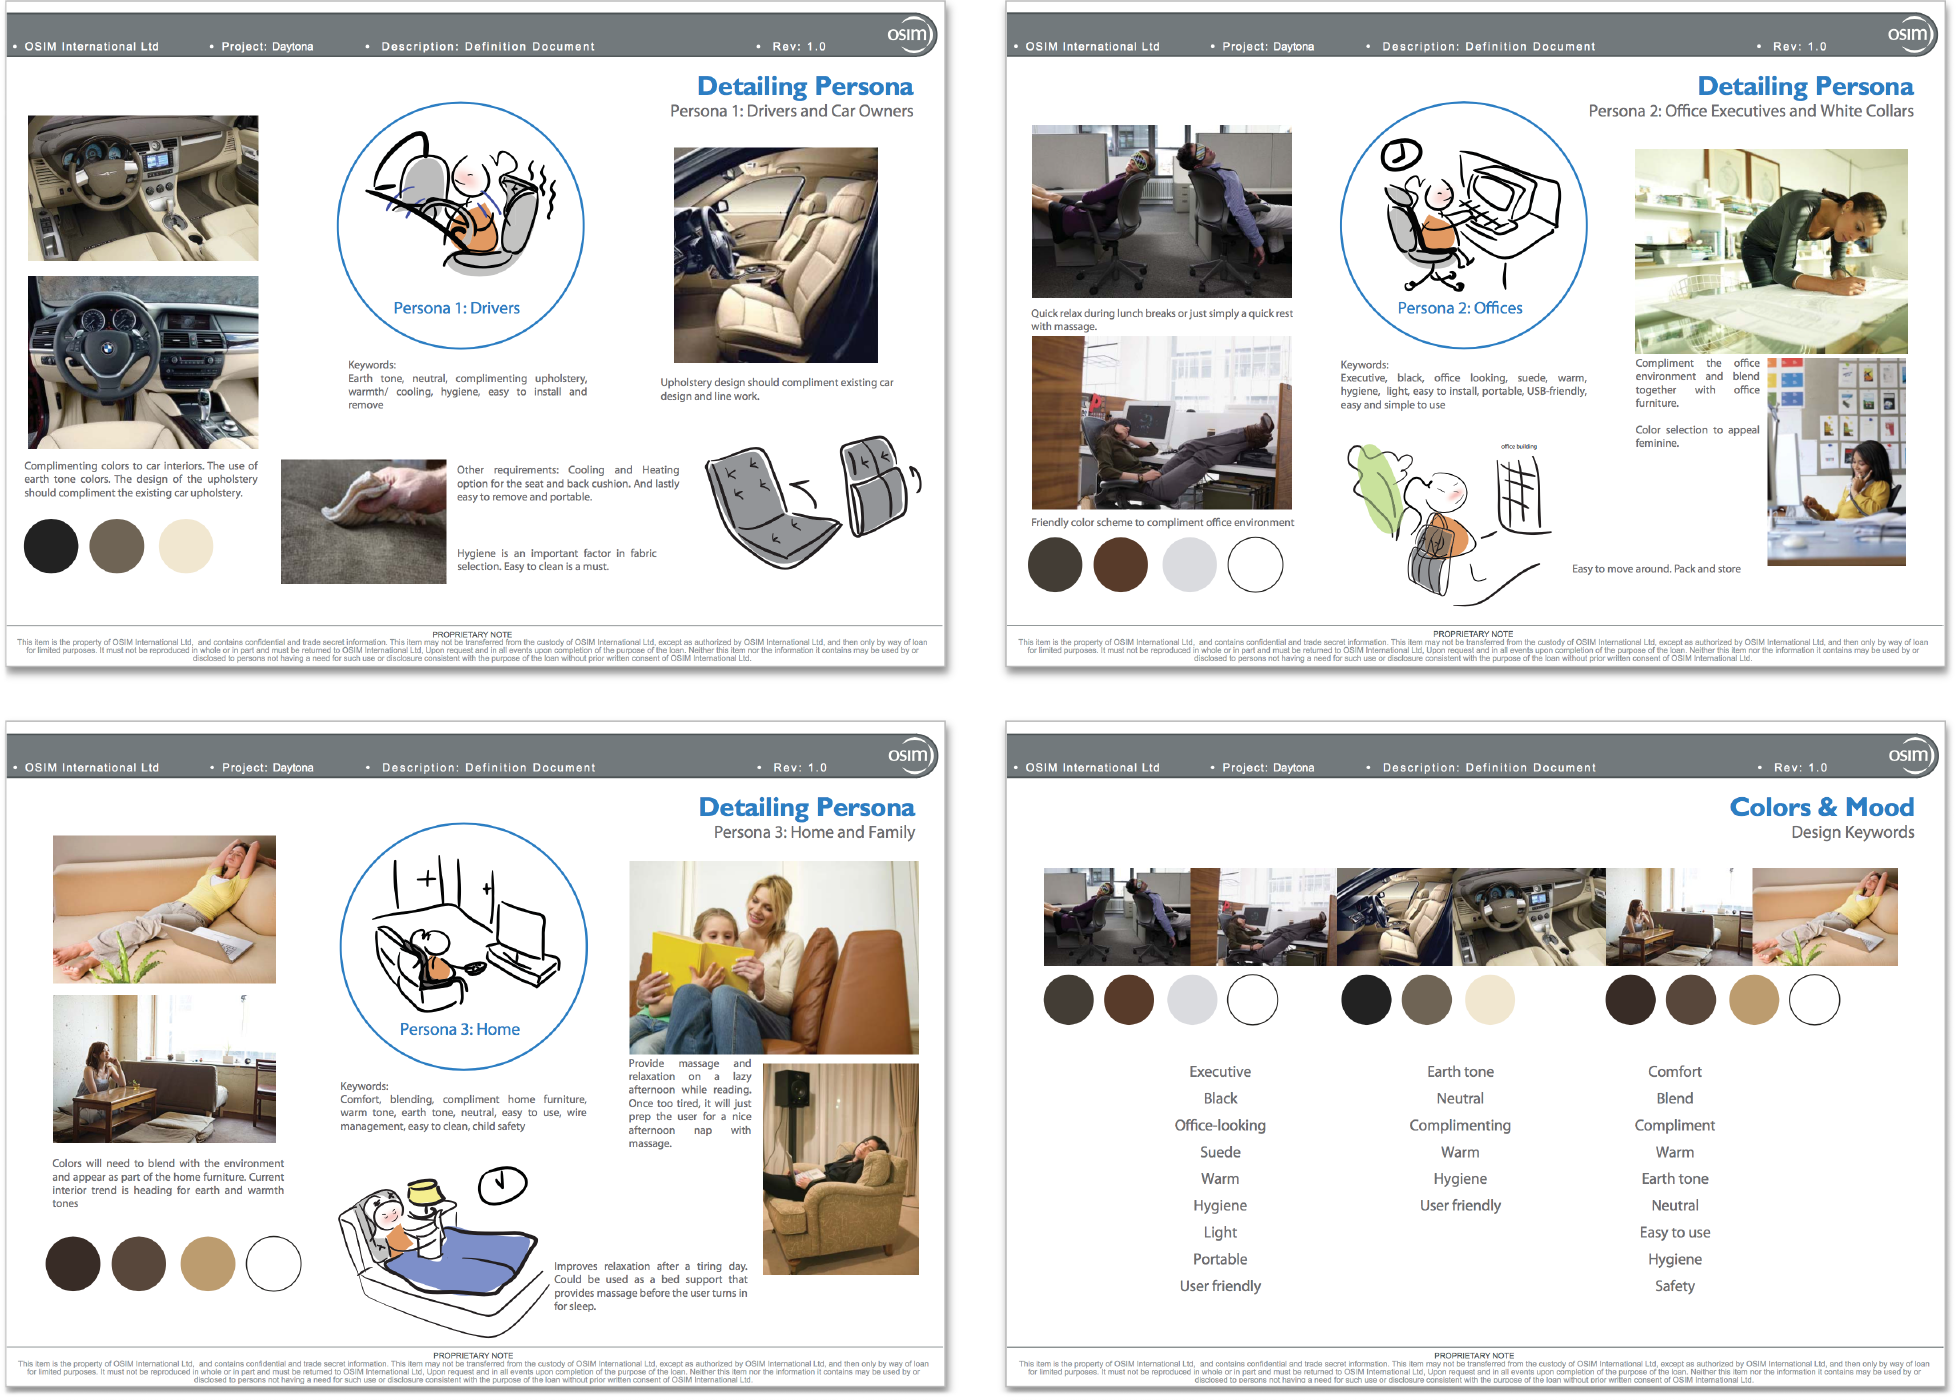 • OSIM International Ltd • Project: Daytona • Description: Definition Document • Rev: 1.0
osim
Detailing Persona
Persona 1: Drivers and Car Owners
Persona 1: Drivers
Keywords:
Earth tone, neutral, complimenting upholstery,
warmth/ cooling, hygiene, easy to install and
remove
Upholstery design should compliment existing car
design and line work.
Complimenting colors to car interiors. The use of
earth tone colors. The design of the upholstery
should compliment the existing car upholstery.
Other requirements: Cooling and Heating
option for the seat and back cushion. And lastly
easy to remove and portable.
Hygiene is an important factor in fabric
selection. Easy to clean is a must.
PROPRIETARY NOTE
This item is the property of OSIM International Ltd, and contains confidential and trade secret information. This item may not be transferred from the custody of OSIM International Ltd, except as authorized by OSIM International Ltd, and then only by way of loan
for limited purposes. It must not be reproduced in whole or in part and must be returned to OSIM International Ltd, Upon request and in all events upon completion of the purpose of the loan. Neither this item nor the information it contains may be used by or
disclosed to persons not having a need for such use or disclosure consistent with the purpose of the loan without prior written consent of OSIM International Ltd.
• OSIM International Ltd • Project: Daytona • Description: Definition Document • Rev: 1.0
osim
Detailing Persona
Persona 2: Office Executives and White Collars
Persona 2: Offices
Quick relax during lunch breaks or just simply a quick rest
with massage.
Keywords:
Executive, black, office looking, suede, warm,
hygiene, light, easy to install, portable, USB-friendly,
easy and simple to use
Compliment the office
environment and blend
together with office
furniture.
Color selection to appeal
feminine.
office building
Friendly color scheme to compliment office environment
Easy to move around. Pack and store
PROPRIETARY NOTE
This item is the property of OSIM International Ltd, and contains confidential and trade secret information. This item may not be transferred from the custody of OSIM International Ltd, except as authorized by OSIM International Ltd, and then only by way of loan
for limited purposes. It must not be reproduced in whole or in part and must be returned to OSIM International Ltd, Upon request and in all events upon completion of the purpose of the loan. Neither this item nor the information it contains may be used by or
disclosed to persons not having a need for such use or disclosure consistent with the purpose of the loan without prior written consent of OSIM International Ltd.
• OSIM International Ltd • Project: Daytona • Description: Definition Document • Rev: 1.0
osim
Detailing Persona
Persona 3: Home and Family
Persona 3: Home
Keywords:
Comfort, blending, compliment home furniture,
warm tone, earth tone, neutral, easy to use, wire
management, easy to clean, child safety
Provide massage and
relaxation on a lazy
afternoon while reading.
Once too tired, it will just
prep the user for a nice
afternoon nap with
massage.
Colors will need to blend with the environment
and appear as part of the home furniture. Current
interior trend is heading for earth and warmth
tones
Improves relaxation after a tiring day.
Could be used as a bed support that
provides massage before the user turns in
for sleep.
PROPRIETARY NOTE
This item is the property of OSIM International Ltd, and contains confidential and trade secret information. This item may not be transferred from the custody of OSIM International Ltd, except as authorized by OSIM International Ltd, and then only by way of loan
for limited purposes. It must not be reproduced in whole or in part and must be returned to OSIM International Ltd, Upon request and in all events upon completion of the purpose of the loan. Neither this item nor the information it contains may be used by or
disclosed to persons not having a need for such use or disclosure consistent with the purpose of the loan without prior written consent of OSIM International Ltd.
• OSIM International Ltd • Project: Daytona • Description: Definition Document • Rev: 1.0
osim
Colors & Mood
Design Keywords
Executive
Black
Office-looking
Suede
Warm
Hygiene
Light
Portable
User friendly
Earth tone
Neutral
Complimenting
Warm
Hygiene
User friendly
Comfort
Blend
Compliment
Warm
Earth tone
Neutral
Easy to use
Hygiene
Safety
PROPRIETARY NOTE
This item is the property of OSIM International Ltd, and contains confidential and trade secret information. This item may not be transferred from the custody of OSIM International Ltd, except as authorized by OSIM International Ltd, and then only by way of loan
for limited purposes. It must not be reproduced in whole or in part and must be returned to OSIM International Ltd, Upon request and in all events upon completion of the purpose of the loan. Neither this item nor the information it contains may be used by or
disclosed to persons not having a need for such use or disclosure consistent with the purpose of the loan without prior written consent of OSIM International Ltd.